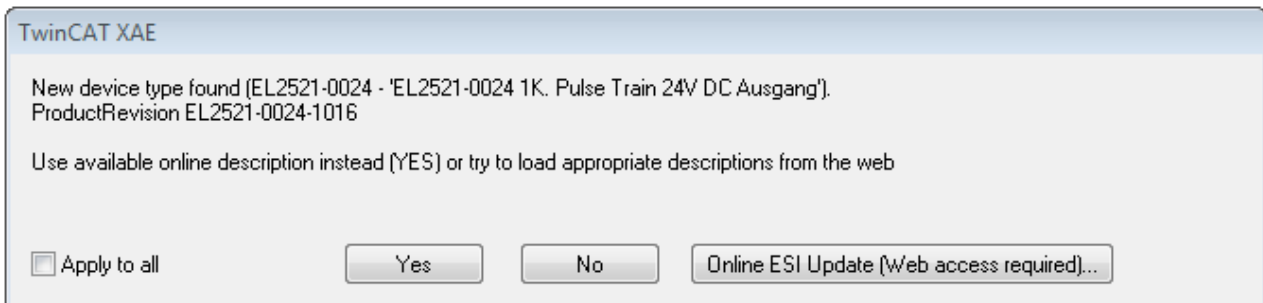 TwinCAT XAE
New device type found (EL2521-0024 - 'EL2521-0024 1K. Pulse Train 24V DC Ausgang').
ProductRevision EL2521-0024-1016
Use available online description instead (YES) or try to load appropriate descriptions from the web
Apply to all
Yes
No
Online ESI Update (Web access required)...